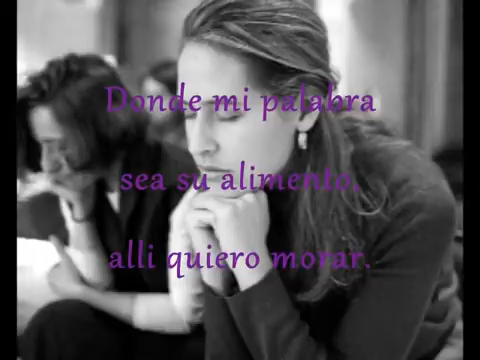 Donde mi palabra
sea su alimento,
alli quiero morar.